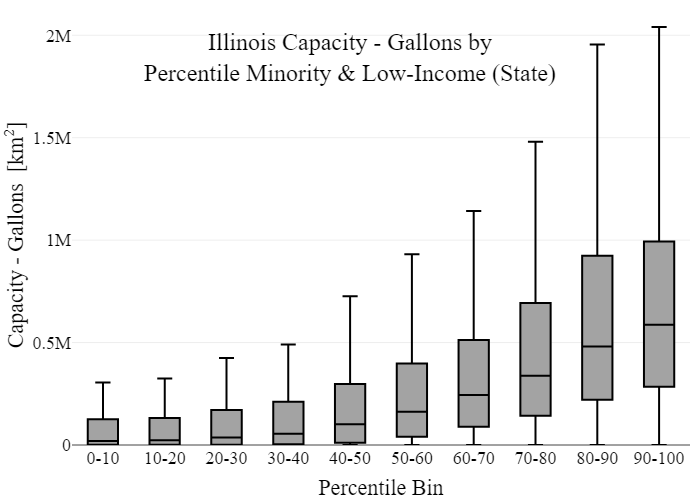 Illinois Capacity - Gallons by
Percentile Minority & Low-Income (State)
Capacity - Gallons [km²]
2M
1.5M
1M
0.5M
0
0-10 10-20 20-30 30-40 40-50 50-60 60-70 70-80 80-90 90-100
Percentile Bin